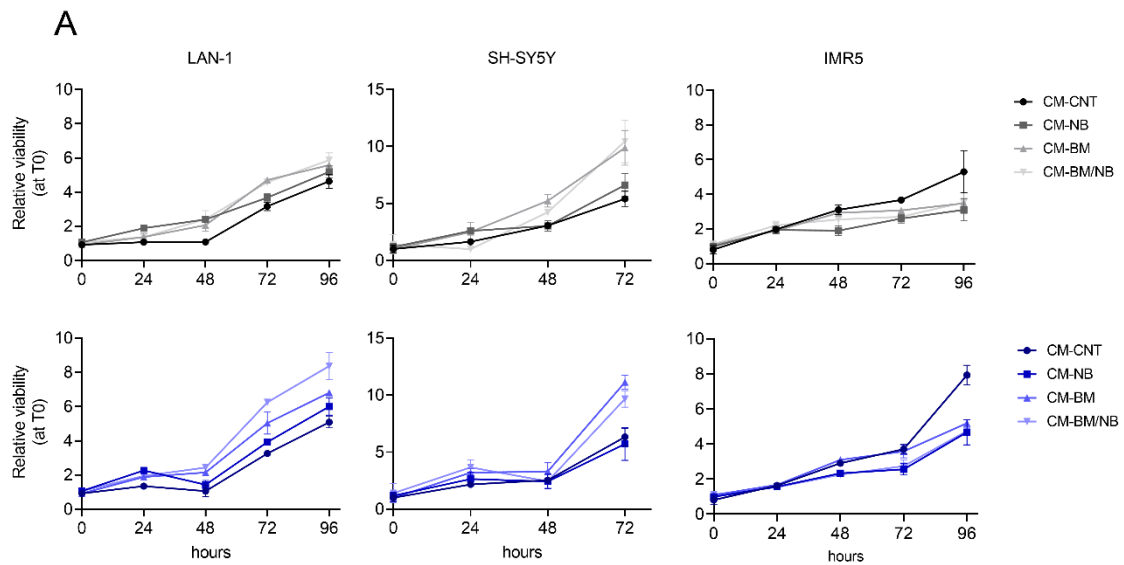 A
LAN-1
SH-SY5Y
IMR5
Relative viability
(at T0)
10
8
6
4
2
0
0 24 48 72 96
15
10
5
0
0 24 48 72
10
8
6
4
2
0
0 24 48 72 96
CM-CNT
CM-NB
CM-BM
CM-BM/NB
Relative viability
(at T0)
10
8
6
4
2
0
0 24 48 72 96
hours
15
10
5
0
0 24 48 72
hours
10
8
6
4
2
0
0 24 48 72 96
hours
CM-CNT
CM-NB
CM-BM
CM-BM/NB